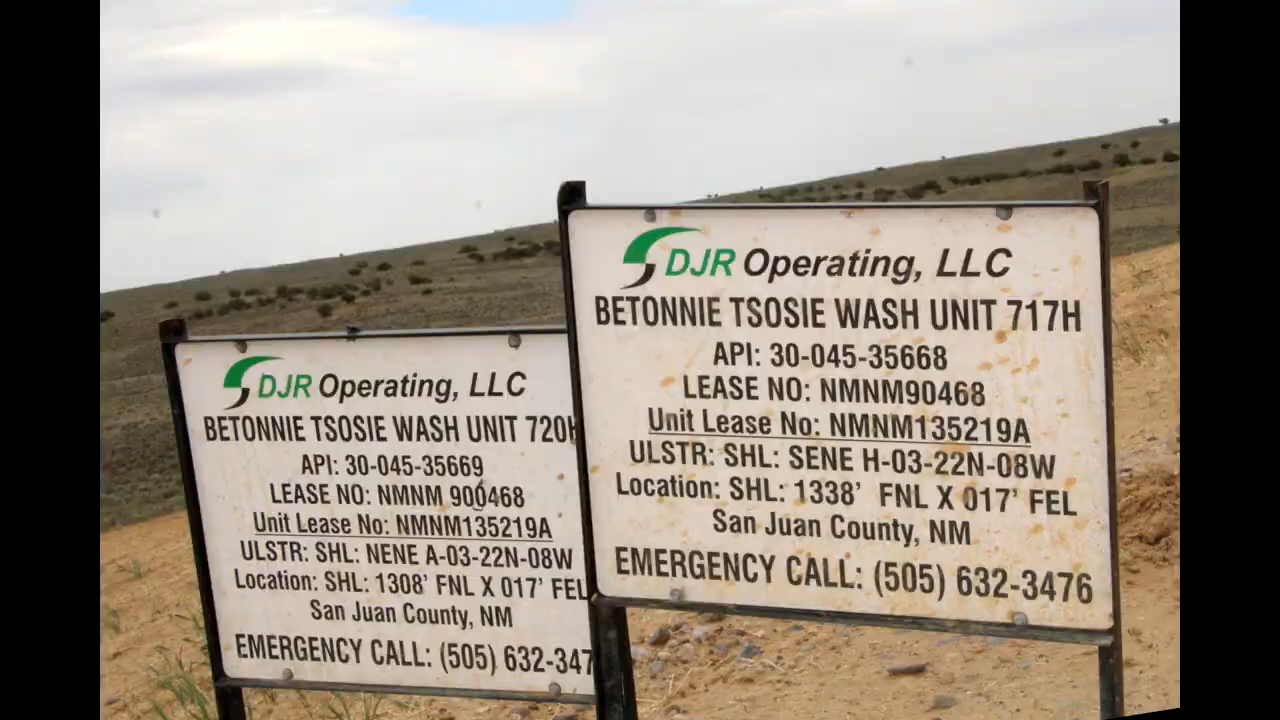 DJR Operating, LLC
BETONNIE TSOSIE WASH UNIT 720H
API: 30-045-35669
LEASE NO: NMNM 900468
Unit Lease No: NMNM135219A
ULSTR: SHL: NENE A-03-22N-08W
Location: SHL: 1308' FNL X 017' FEL
San Juan County, NM
EMERGENCY CALL: (505) 632-347
DJR Operating, LLC
BETONNIE TSOSIE WASH UNIT 717H
API: 30-045-35668
LEASE NO: NMNM90468
Unit Lease No: NMNM135219A
ULSTR: SHL: SENE H-03-22N-08W
Location: SHL: 1338' FNL X 017' FEL
San Juan County, NM
EMERGENCY CALL: (505) 632-3476